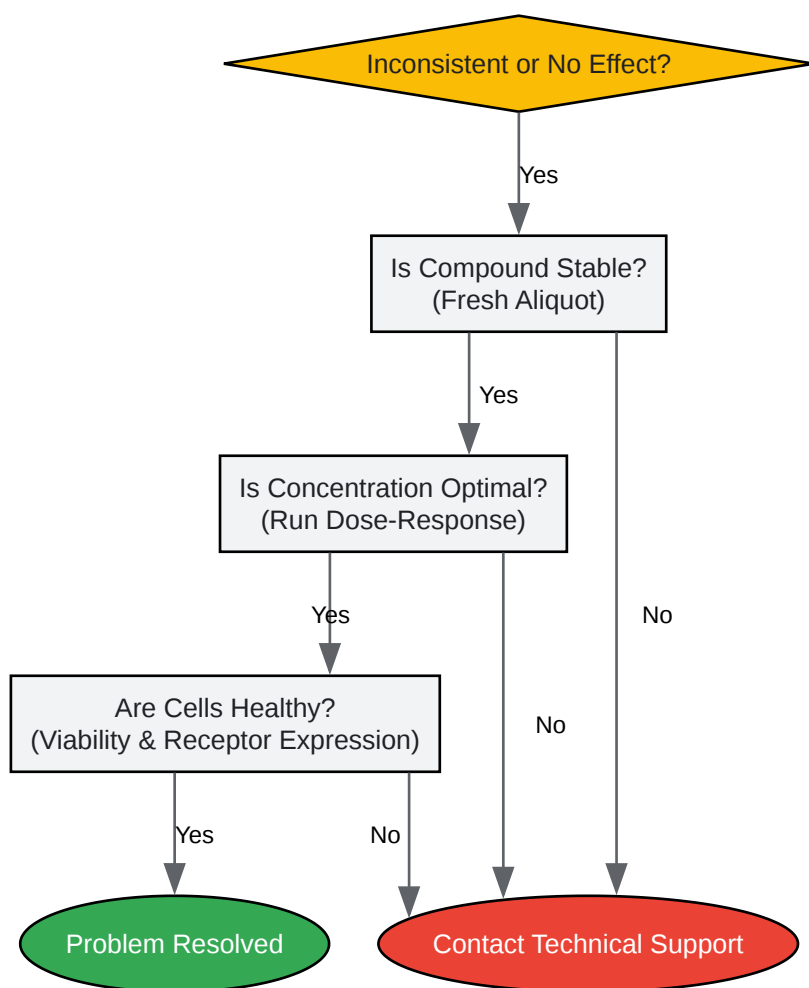 Inconsistent or No Effect?
Yes
Is Compound Stable?
(Fresh Aliquot)
Yes
Is Concentration Optimal?
(Run Dose-Response)
Yes
No
Are Cells Healthy?
(Viability & Receptor Expression)
No
Yes
No
Problem Resolved
Contact Technical Support